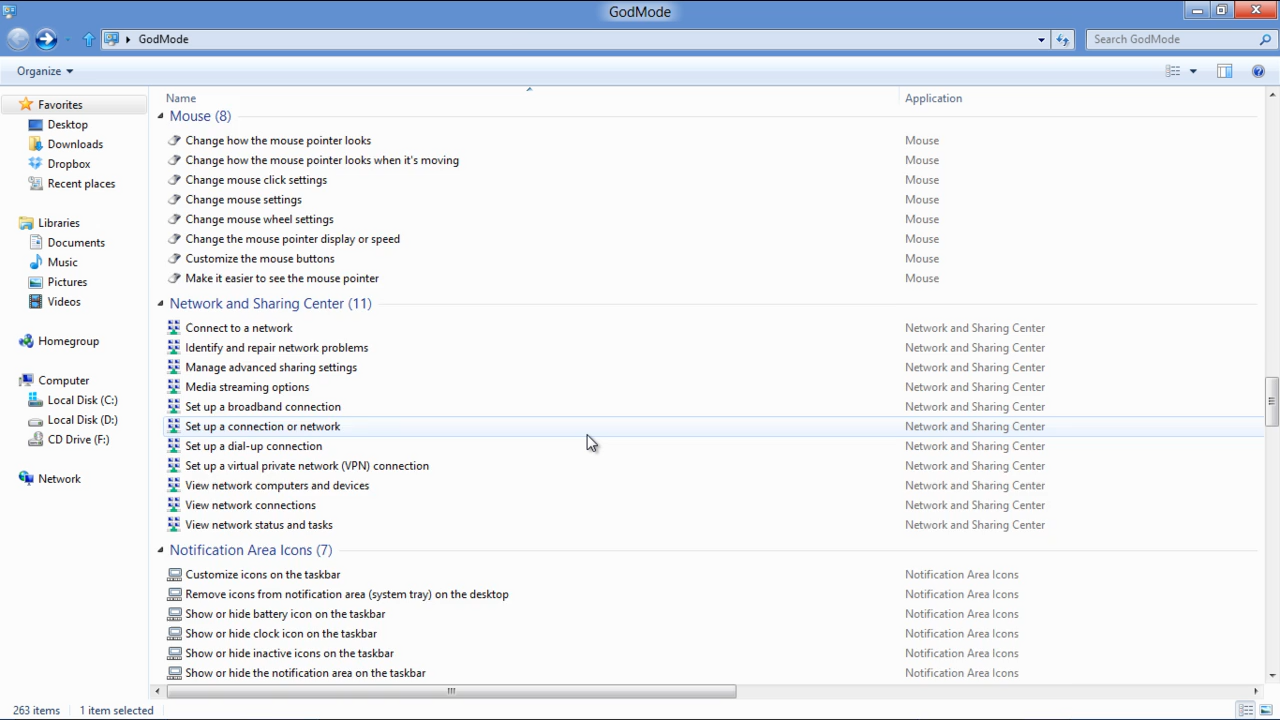 GodMode
GodMode
Search GodMode
Organize
Name
Application
Favorites
Desktop
Downloads
Dropbox
Recent places
Libraries
Documents
Music
Pictures
Videos
Homegroup
Computer
Local Disk (C:)
Local Disk (D:)
CD Drive (F:)
Network
Mouse (8)
Change how the mouse pointer looks Mouse
Change how the mouse pointer looks when it's moving Mouse
Change mouse click settings Mouse
Change mouse settings Mouse
Change mouse wheel settings Mouse
Change the mouse pointer display or speed Mouse
Customize the mouse buttons Mouse
Make it easier to see the mouse pointer Mouse
Network and Sharing Center (11)
Connect to a network Network and Sharing Center
Identify and repair network problems Network and Sharing Center
Manage advanced sharing settings Network and Sharing Center
Media streaming options Network and Sharing Center
Set up a broadband connection Network and Sharing Center
Set up a connection or network Network and Sharing Center
Set up a dial-up connection Network and Sharing Center
Set up a virtual private network (VPN) connection Network and Sharing Center
View network computers and devices Network and Sharing Center
View network connections Network and Sharing Center
View network status and tasks Network and Sharing Center
Notification Area Icons (7)
Customize icons on the taskbar Notification Area Icons
Remove icons from notification area (system tray) on the desktop Notification Area Icons
Show or hide battery icon on the taskbar Notification Area Icons
Show or hide clock icon on the taskbar Notification Area Icons
Show or hide inactive icons on the taskbar Notification Area Icons
Show or hide the notification area on the taskbar Notification Area Icons
263 items 1 item selected